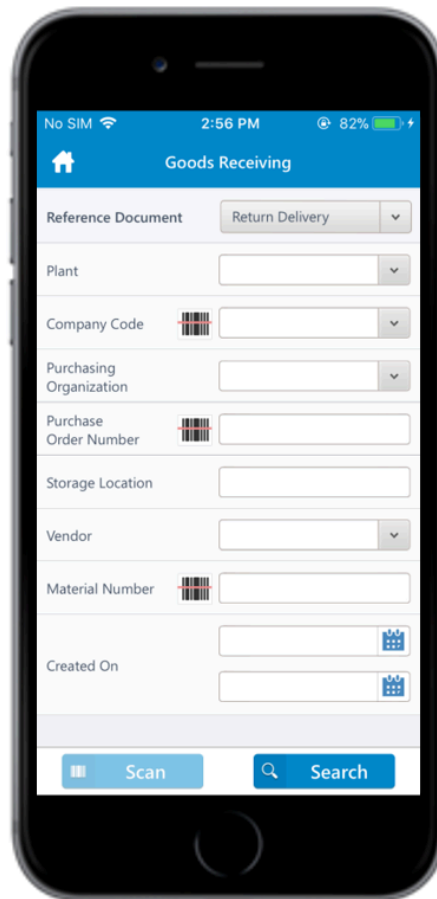 No SIM 2:56 PM 82%
Goods Receiving
Reference Document Return Delivery
Plant
Company Code
Purchasing
Organization
Purchase
Order Number
Storage Location
Vendor
Material Number
Created On
Scan Search